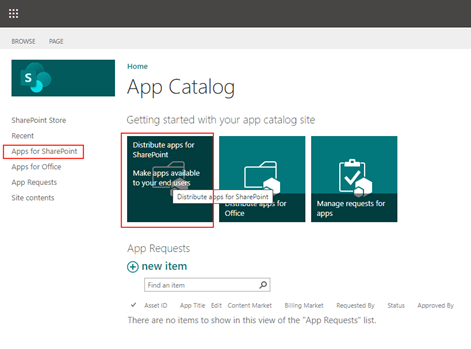 BROWSE PAGE
Home
App Catalog
S
SharePoint Store
Recent
Apps for SharePoint
Apps for Office
App Requests
Site contents
Getting started with your app catalog site
Distribute apps for
SharePoint
Make apps available
to your end users
Distribute apps for SharePoint
Distribute apps for
Office
Manage requests for
apps
App Requests
new item
Find an item
Asset ID App Title Edit Content Market Billing Market Requested By Status Approved By
There are no items to show in this view of the "App Requests" list.